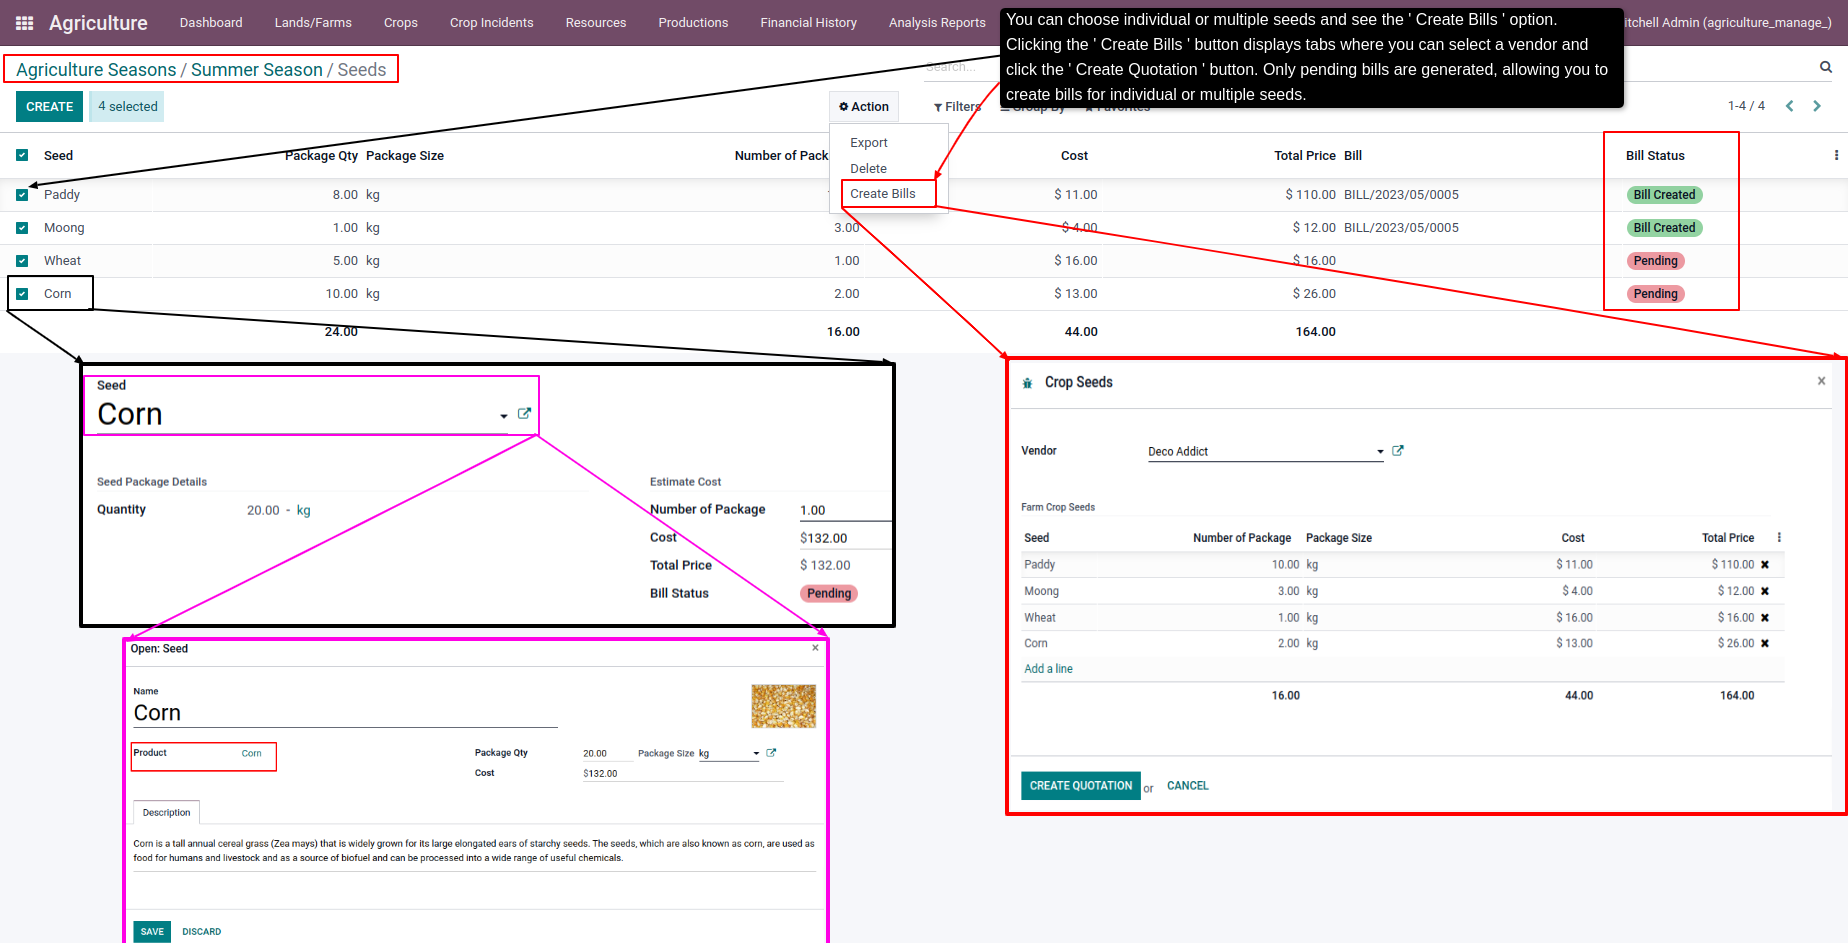 Agriculture Dashboard Lands/Farms Crops Crop Incidents Resources Productions Financial History Analysis Reports itchell Admin (agriculture_manage_)
You can choose individual or multiple seeds and see the ' Create Bills ' option.
Clicking the ' Create Bills ' button displays tabs where you can select a vendor and
click the ' Create Quotation ' button. Only pending bills are generated, allowing you to
create bills for individual or multiple seeds.
Agriculture Seasons / Summer Season / Seeds
Search...
CREATE 4 selected Action Filters Group By Favorites 1-4 / 4
Export
Delete
Create Bills
Seed Package Qty Package Size Number of Pack Cost Total Price Bill Bill Status
Paddy 8.00 kg $ 11.00 $ 110.00 BILL/2023/05/0005 Bill Created
Moong 1.00 kg 3.00 $ 4.00 $ 12.00 BILL/2023/05/0005 Bill Created
Wheat 5.00 kg 1.00 $ 16.00 $ 16.00 Pending
Corn 10.00 kg 2.00 $ 13.00 $ 26.00 Pending
24.00 16.00 44.00 164.00
Seed
Corn
Seed Package Details
Quantity 20.00 - kg
Estimate Cost
Number of Package 1.00
Cost $132.00
Total Price $ 132.00
Bill Status Pending
Open: Seed ×
Name
Corn
Product Corn
Package Qty 20.00 Package Size kg
Cost $132.00
Description
Corn is a tall annual cereal grass (Zea mays) that is widely grown for its large elongated ears of starchy seeds. The seeds, which are also known as corn, are used as
food for humans and livestock and as a source of biofuel and can be processed into a wide range of useful chemicals.
SAVE DISCARD
Crop Seeds ×
Vendor Deco Addict
Farm Crop Seeds
Seed Number of Package Package Size Cost Total Price
Paddy 10.00 kg $ 11.00 $ 110.00
Moong 3.00 kg $ 4.00 $ 12.00
Wheat 1.00 kg $ 16.00 $ 16.00
Corn 2.00 kg $ 13.00 $ 26.00
Add a line
16.00 44.00 164.00
CREATE QUOTATION or CANCEL